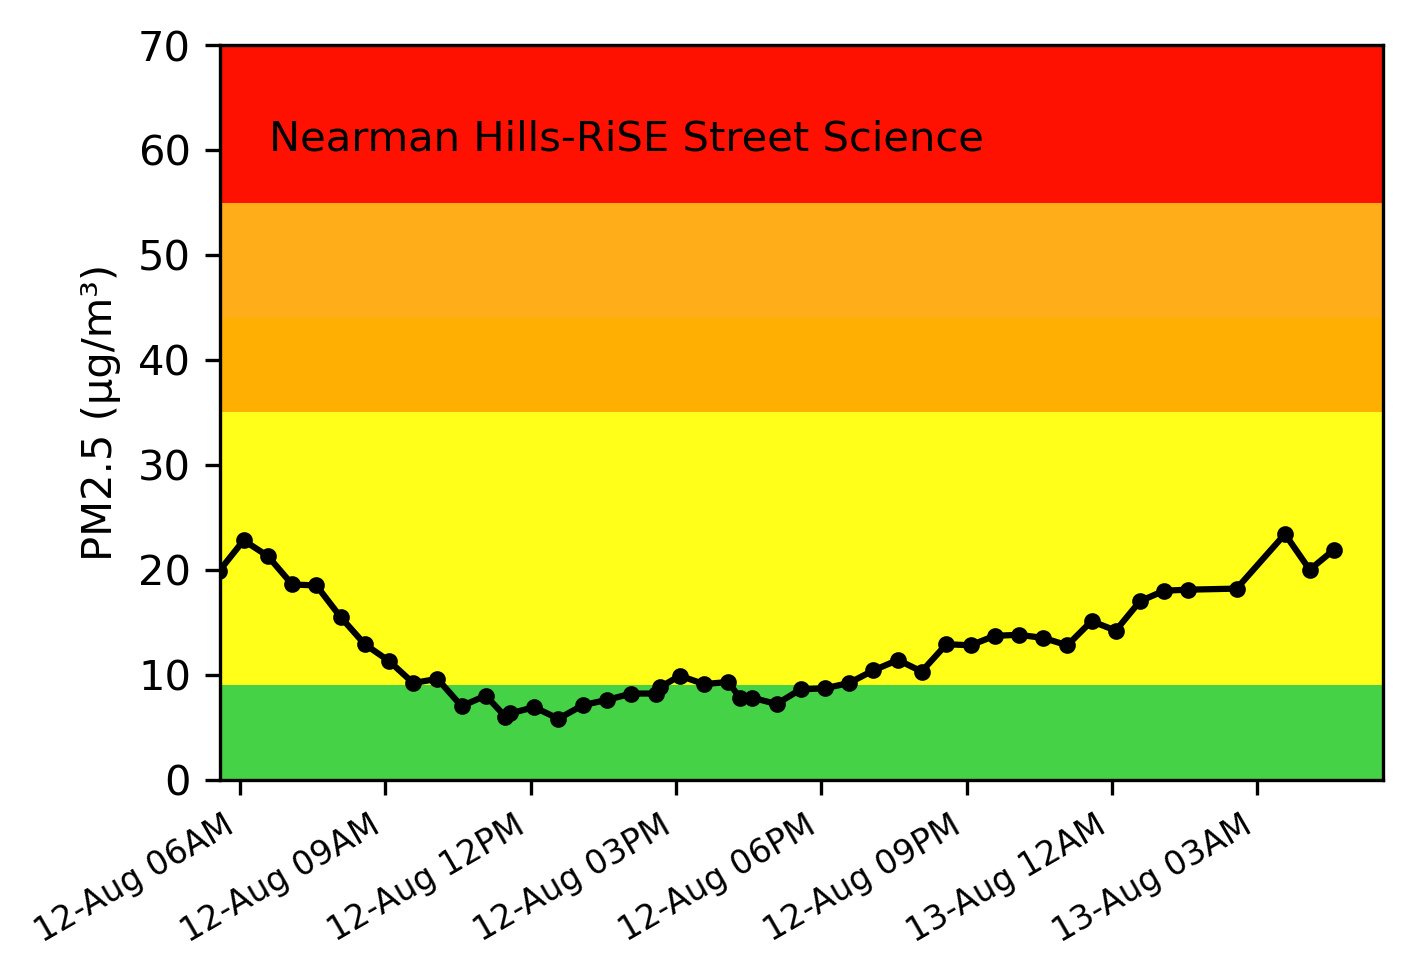 70
60
50
40
30
20
10
0
PM2.5 (µg/m³)
Nearman Hills-RiSE Street Science
12-Aug 06AM
12-Aug 09AM
12-Aug 12PM
12-Aug 03PM
12-Aug 06PM
12-Aug 09PM
13-Aug 12AM
13-Aug 03AM